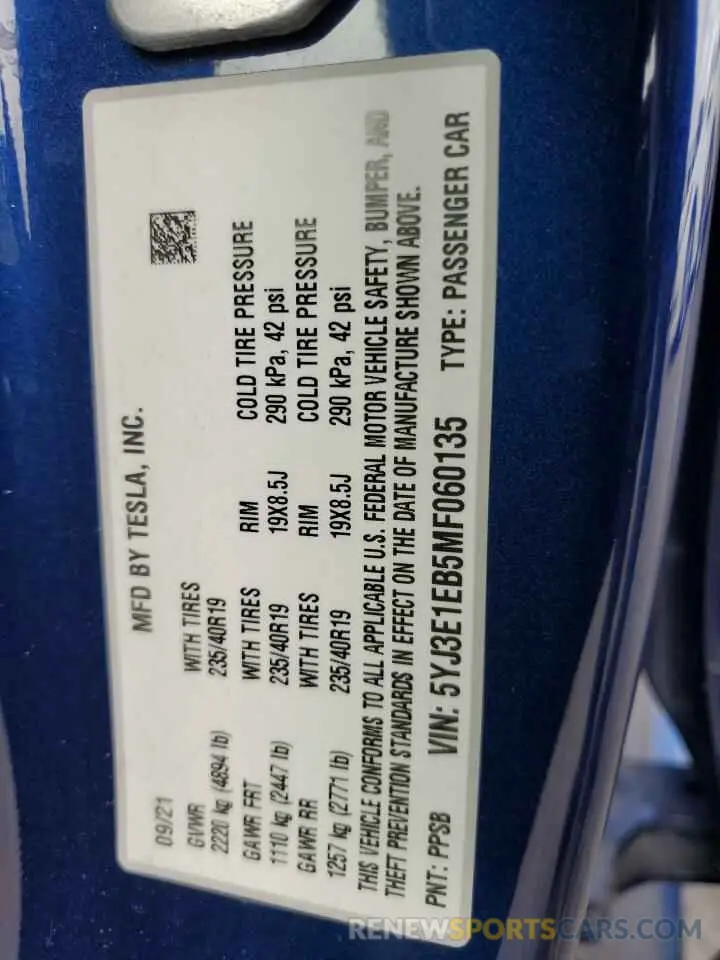 MFD BY TESLA, INC.
09/21
GVWR WITH TIRES
2220 kg (4894 lb) 235/40R19
GAWR FRT WITH TIRES RIM COLD TIRE PRESSURE
1110 kg (2447 lb) 235/40R19 19X8.5J 290 kPa, 42 psi
GAWR RR WITH TIRES RIM COLD TIRE PRESSURE
1257 kg (2771 lb) 235/40R19 19X8.5J 290 kPa, 42 psi
THIS VEHICLE CONFORMS TO ALL APPLICABLE U.S. FEDERAL MOTOR VEHICLE SAFETY, BUMPER, AND
THEFT PREVENTION STANDARDS IN EFFECT ON THE DATE OF MANUFACTURE SHOWN ABOVE.
PNT: PPSB VIN: 5YJ3E1EB5MF060135 TYPE: PASSENGER CAR
RENEWSPORTSCARS.COM